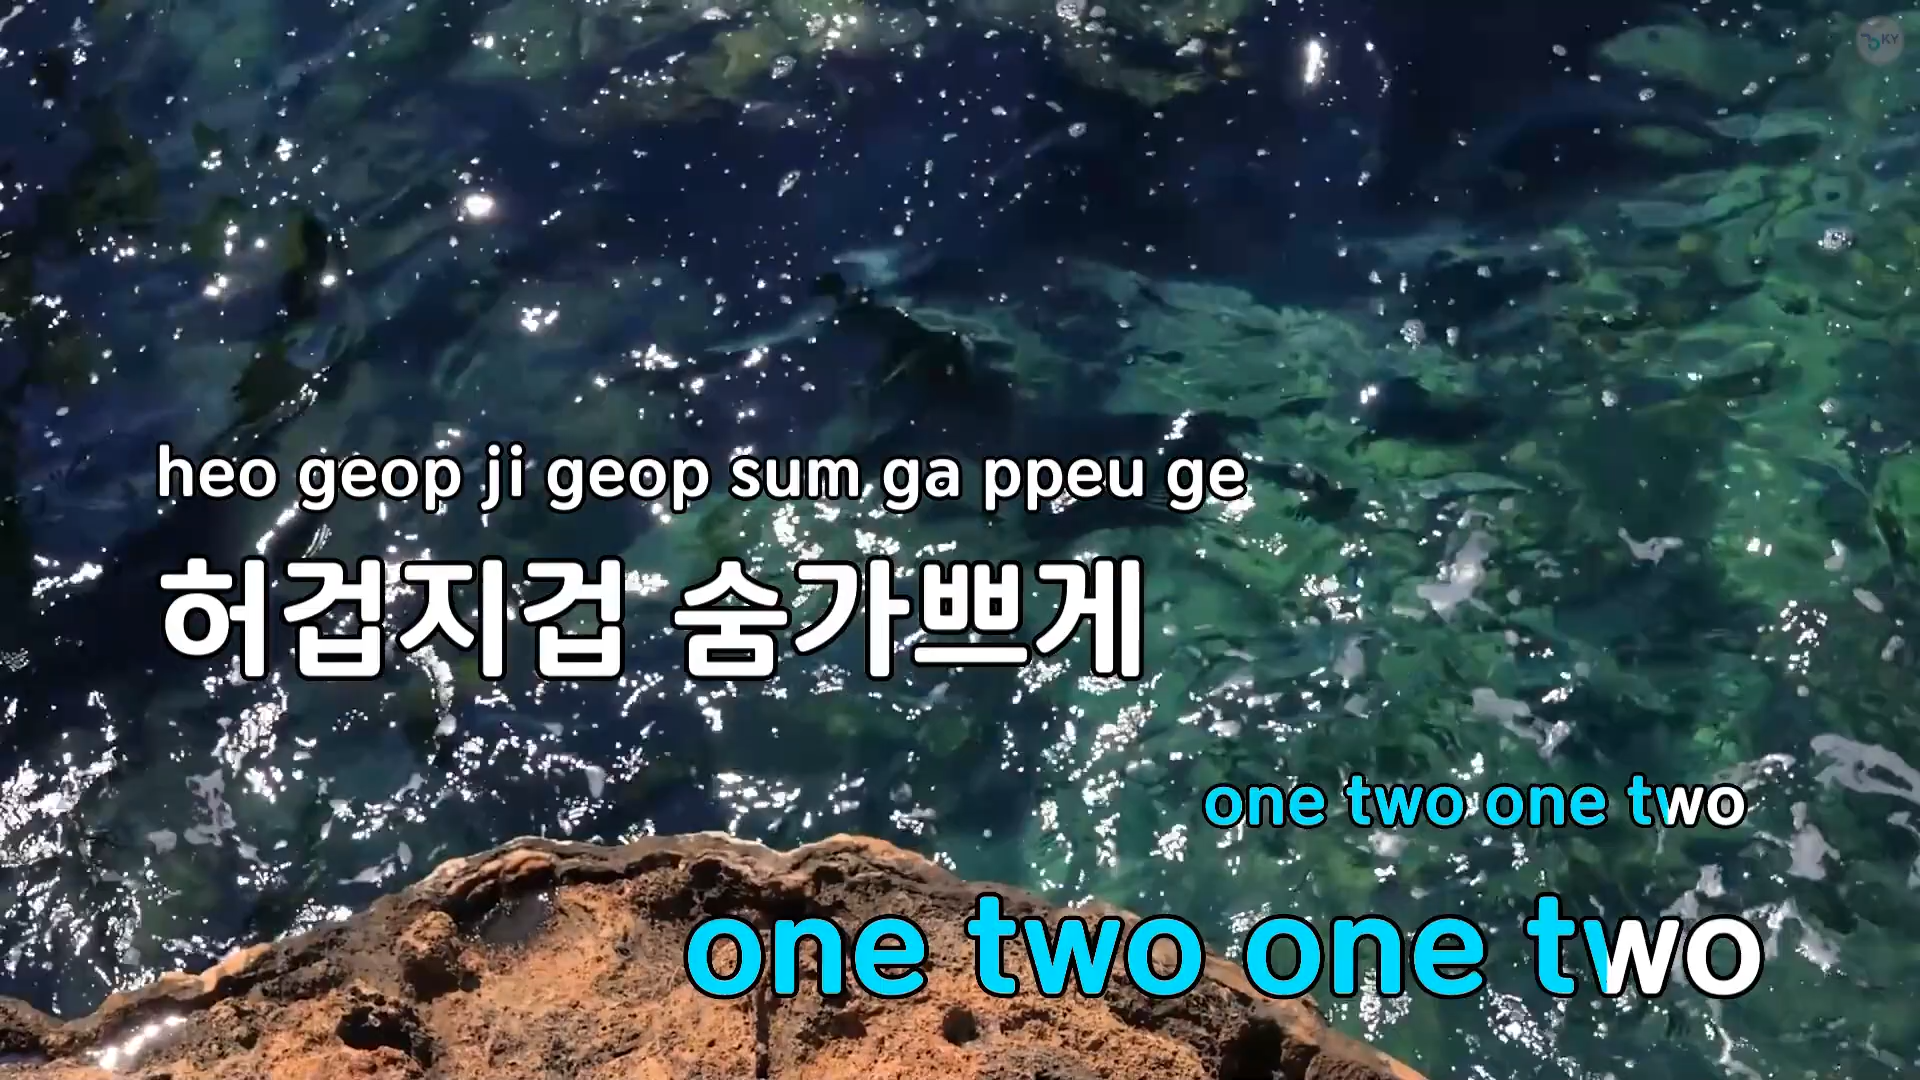 KY
heo geop ji geop sum ga ppeu ge
허겁지겁 숨가쁘게
one two one two
one two one two